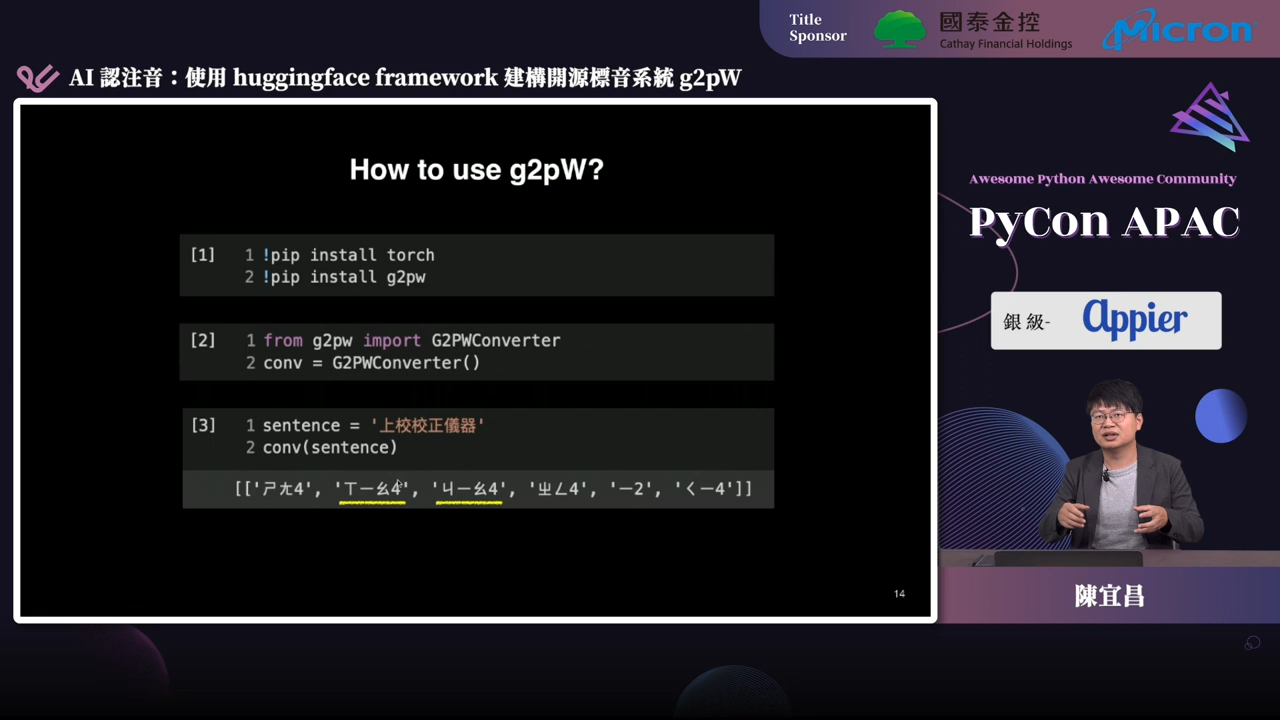 Title
Sponsor
國泰金控
Cathay Financial Holdings
Micron
AI 認注音：使用 huggingface framework 建構開源標音系統 g2pW
How to use g2pW?
[1] 1 !pip install torch
2 !pip install g2pw
[2] 1 from g2pw import G2PWConverter
2 conv = G2PWConverter()
[3] 1 sentence = '上校校正儀器'
2 conv(sentence)
[['ㄕㄤ4', 'ㄒㄧㄠ4', 'ㄐㄧㄠ4', 'ㄓㄥ4', 'ㄧ2', 'ㄑㄧ4']]
14
Awesome Python Awesome Community
PyCon APAC
銀級-
Appier
陳宜昌